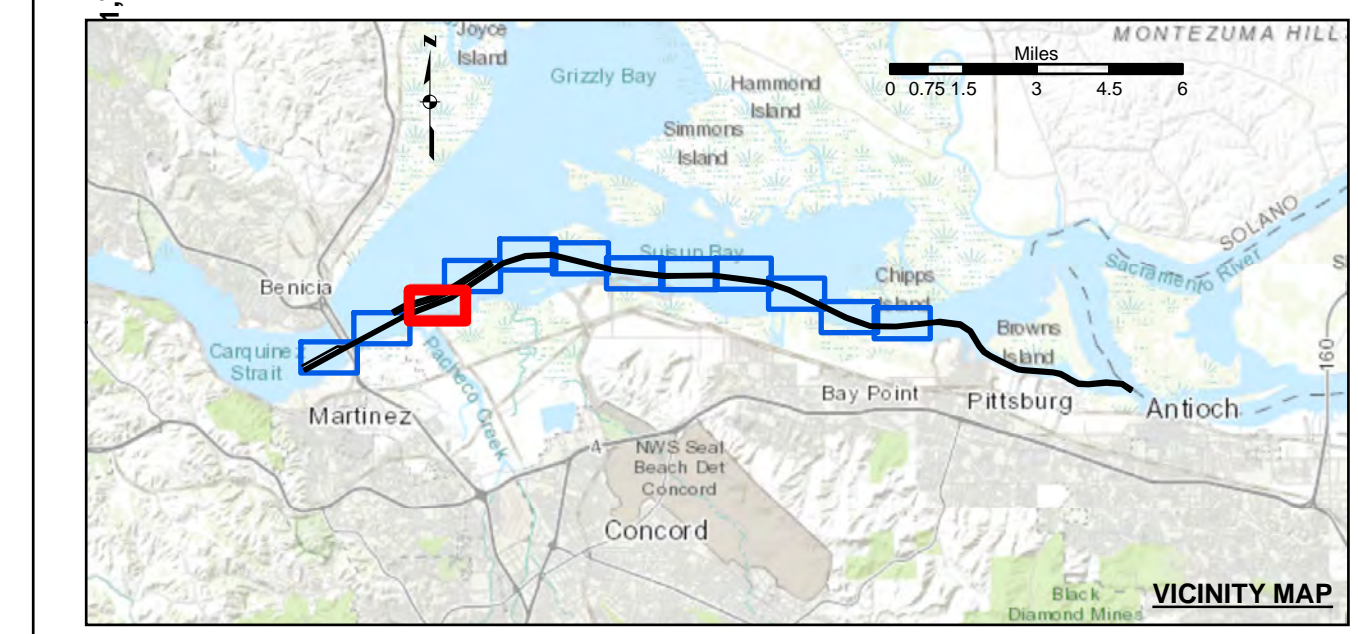 Joyce
Island
MONTEZUMA HILL
N
Miles
0 0.75 1.5 3 4.5 6
Grizzly Bay
Hammond
Island
Simmons
Island
SOLANO
Sacramento River
Suisun Bay
Chipps
Island
Benicia
Browns
Island
160
Carquinez
Strait
Pacheco Creek
Bay Point
Pittsburg
Antioch
Martinez
A
NWS Seal
Beach Det
Concord
Concord
Black
Diamond Mines
VICINITY MAP